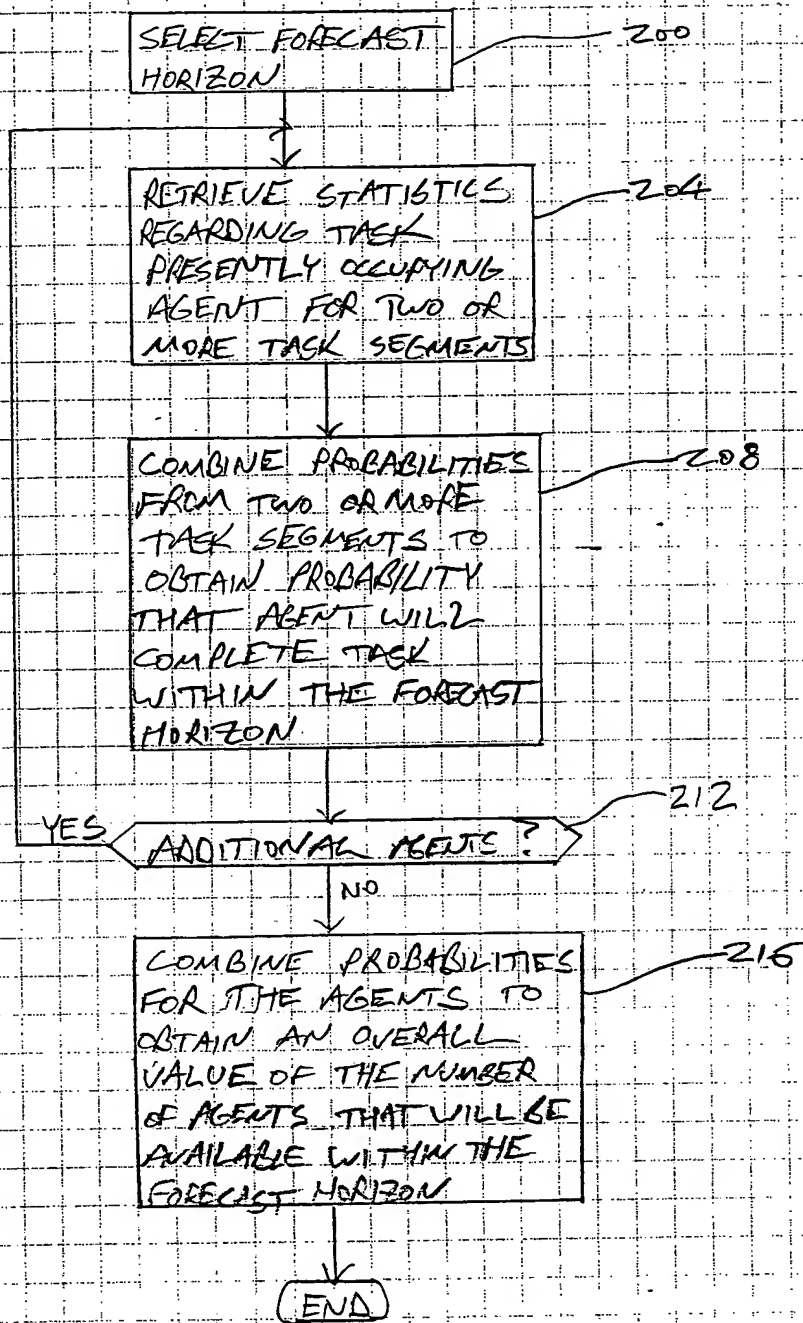 SELECT FORECAST
HORIZON
200
RETRIEVE STATISTICS
REGARDING TASK
PRESENTLY OCCUPYING
AGENT FOR TWO OR
MORE TASK SEGMENTS
204
COMBINE PROBABILITIES
FROM TWO OR MORE
TASK SEGMENTS TO
OBTAIN PROBABILITY
THAT AGENT WILL
COMPLETE TASK
WITHIN THE FORECAST
HORIZON
208
YES
ADDITIONAL AGENTS?
212
NO
COMBINE PROBABILITIES
FOR THE AGENTS TO
OBTAIN AN OVERALL
VALUE OF THE NUMBER
OF AGENTS THAT WILL BE
AVAILABLE WITHIN THE
FORECAST HORIZON
216
END